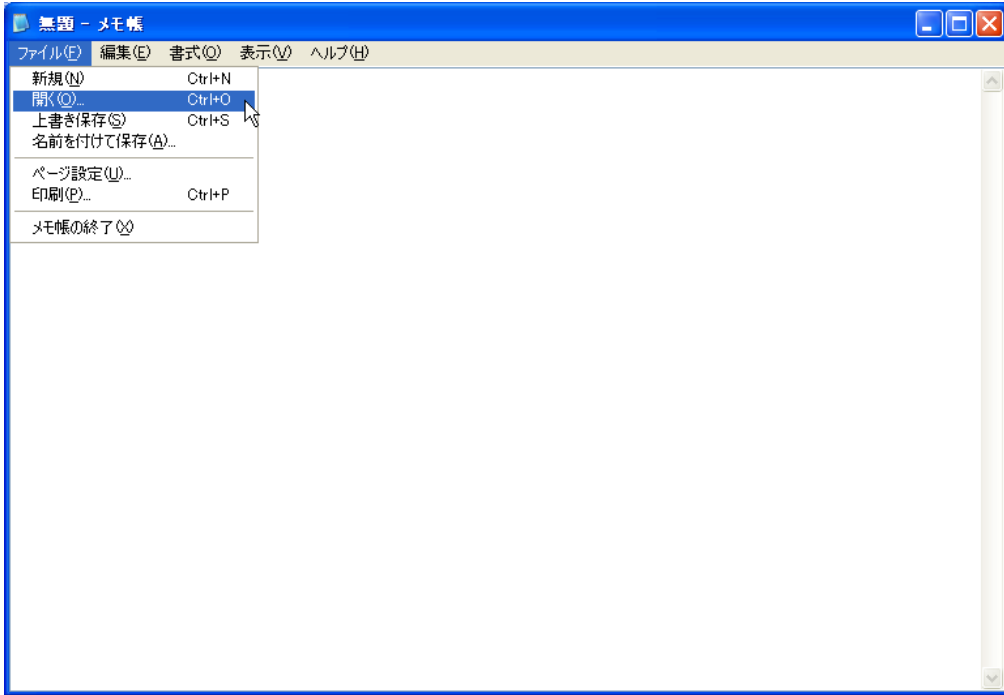 無題 - メモ帳
ファイル(F) 編集(E) 書式(O) 表示(V) ヘルプ(H)
新規(N) Ctrl+N
開く(O)... Ctrl+O
上書き保存(S) Ctrl+S
名前を付けて保存(A)...
ページ設定(U)...
印刷(P)... Ctrl+P
メモ帳の終了(X)